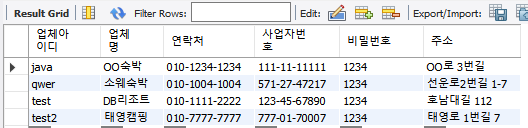 Result Grid Filter Rows: Edit: Export/Import:
업체아이디 업체명 연락처 사업자번호 비밀번호 주소
java OO숙박 010-1234-1234 111-11-11111 1234 OO로 3번길
qwer 소웨숙박 010-1004-1004 571-27-47217 1234 선운로2번길 1-7
test DB리조트 010-1111-2222 123-45-67890 1234 호남대길 112
test2 태영캠핑 010-7777-7777 777-01-70007 1234 태영로 1번길 7